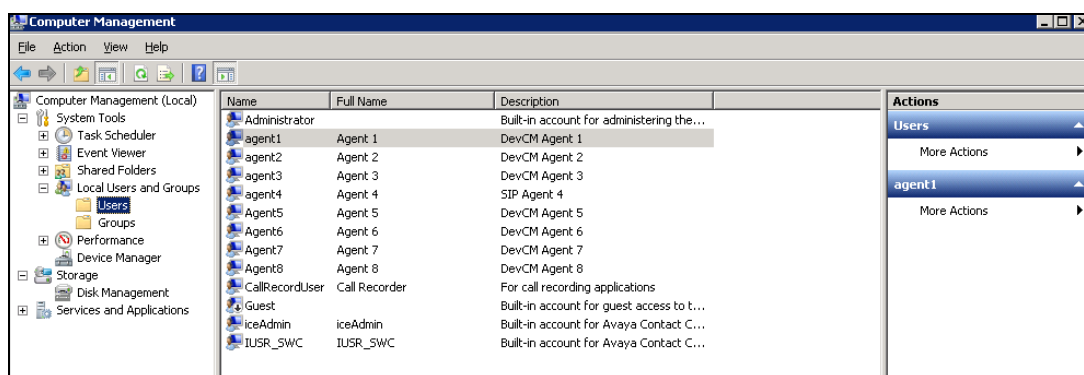 Computer Management
File Action View Help
Computer Management (Local)
System Tools
Task Scheduler
Event Viewer
Shared Folders
Local Users and Groups
Users
Groups
Performance
Device Manager
Storage
Disk Management
Services and Applications
Name Full Name Description
Administrator Built-in account for administering the...
agent1 Agent 1 DevCM Agent 1
agent2 Agent 2 DevCM Agent 2
agent3 Agent 3 DevCM Agent 3
agent4 Agent 4 SIP Agent 4
Agent5 Agent 5 DevCM Agent 5
Agent6 Agent 6 DevCM Agent 6
Agent7 Agent 7 DevCM Agent 7
Agent8 Agent 8 DevCM Agent 8
CallRecordUser Call Recorder For call recording applications
Guest Built-in account for guest access to t...
iceAdmin iceAdmin Built-in account for Avaya Contact C...
IUSR_SWC IUSR_SWC Built-in account for Avaya Contact C...
Actions
Users
More Actions
agent1
More Actions